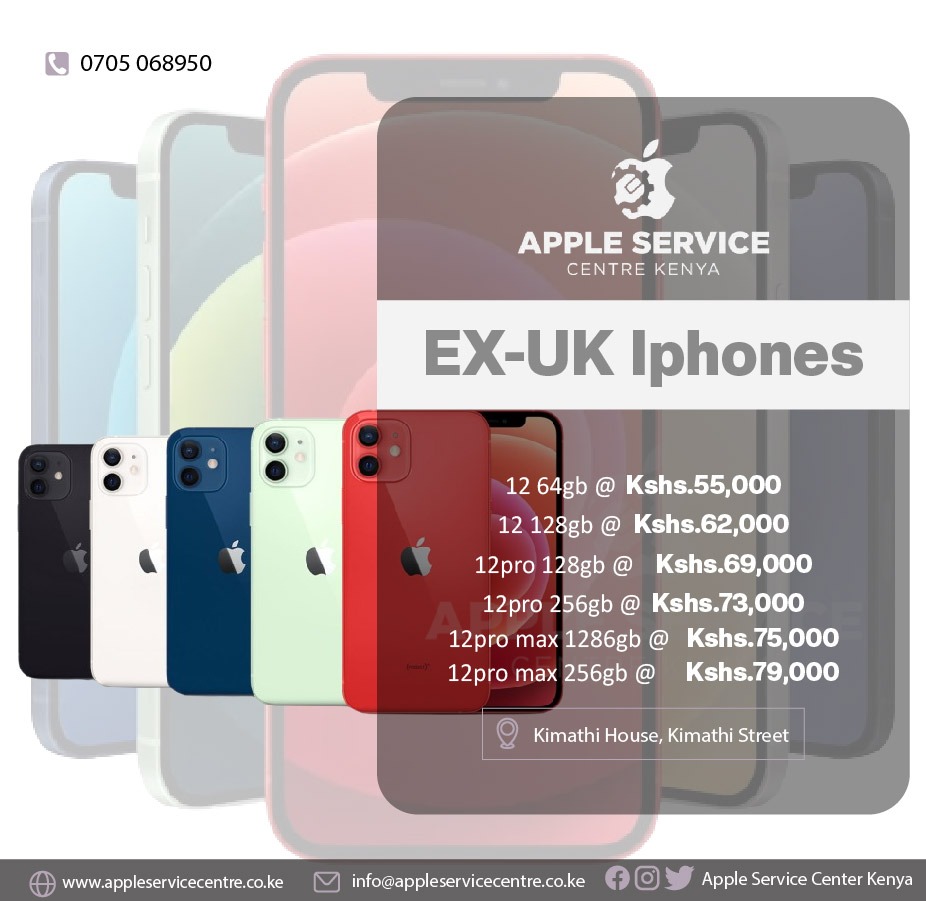 0705 068950
APPLE SERVICE
CENTRE KENYA
EX-UK Iphones
12 64gb @ Kshs.55,000
12 128gb @ Kshs.62,000
12pro 128gb @ Kshs.69,000
12pro 256gb @ Kshs.73,000
12pro max 1286gb @ Kshs.75,000
12pro max 256gb @ Kshs.79,000
Kimathi House, Kimathi Street
www.appleservicecentre.co.ke
info@appleservicecentre.co.ke
Apple Service Center Kenya